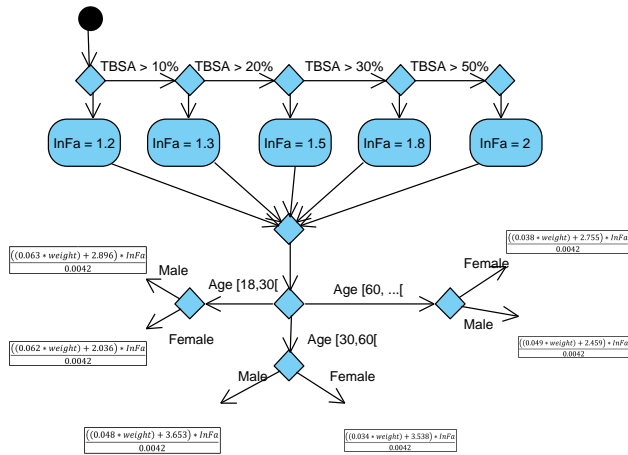 TBSA > 10%
TBSA > 20%
TBSA > 30%
TBSA > 50%
InFa = 1.2
InFa = 1.3
InFa = 1.5
InFa = 1.8
InFa = 2
((0.063 * weight) + 2.896) * InFa
0.0042
Male
Age [18,30[
Age [60, ...[
Female
((0.038 * weight) + 2.755) * InFa
0.0042
((0.062 * weight) + 2.036) * InFa
0.0042
Female
Age [30,60[
Male
((0.049 * weight) + 2.459) * InFa
0.0042
Male
Female
((0.048 * weight) + 3.653) * InFa
0.0042
((0.034 * weight) + 3.538) * InFa
0.0042